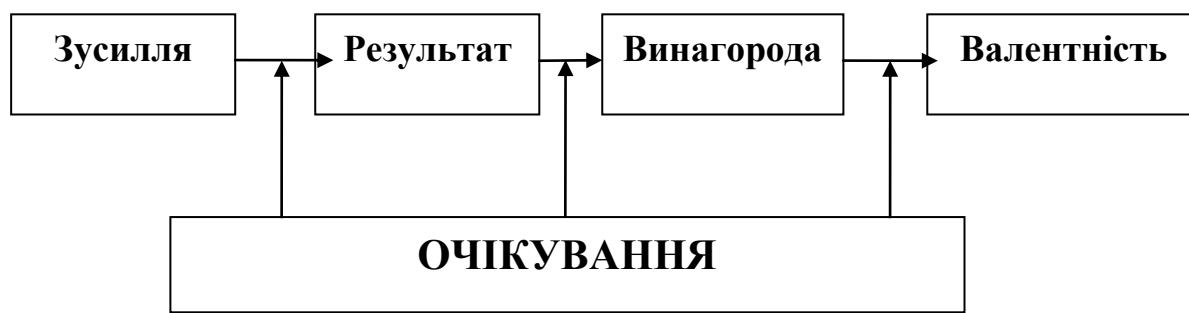 Зусилля
Результат
Винагорода
Валентність
ОЧІКУВАННЯ